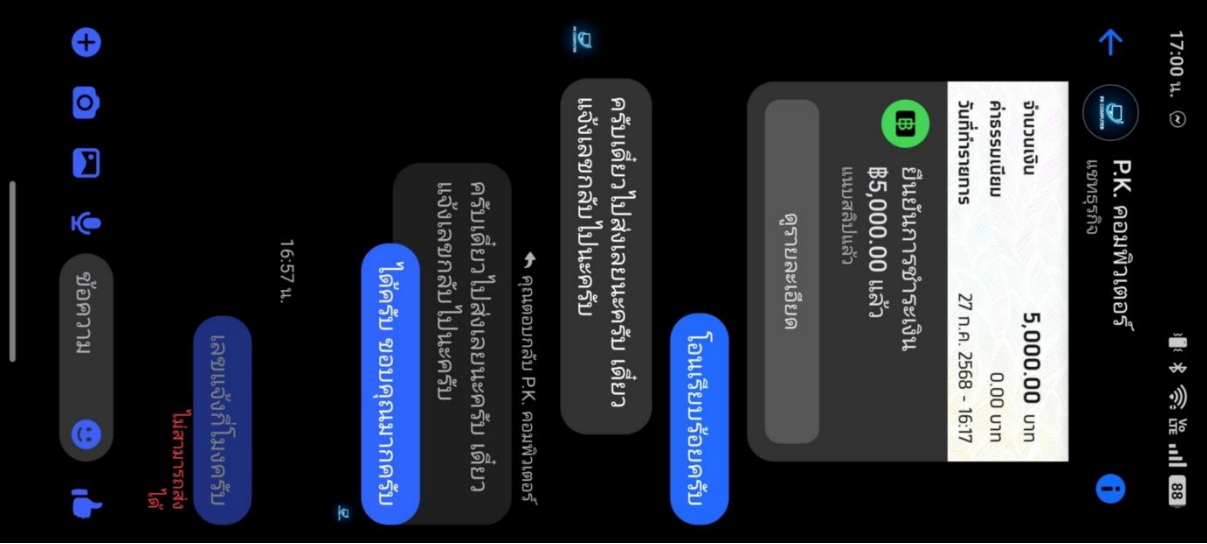 17:00 น.
Vo LTE 88
P.K. คอมพิวเตอร์
แชทธุรกิจ
จำนวนเงิน 5,000.00 บาท
ค่าธรรมเนียม 0.00 บาท
วันที่ทำรายการ 27 ก.ค. 2568 - 16:17
ยืนยันการชำระเงิน
฿5,000.00 แล้ว
แนบสลิปแล้ว
ดูรายละเอียด
โอนเรียบร้อยครับ
ครับเดี๋ยวไปส่งเลยนะครับ เดี๋ยว
แจ้งเลขกลับไปนะครับ
คุณตอบกลับ P.K. คอมพิวเตอร์
ครับเดี๋ยวไปส่งเลยนะครับ เดี๋ยว
แจ้งเลขกลับไปนะครับ
ได้ครับ ขอบคุณมากครับ
16:57 น.
เลขแจ้งกี่โมงครับ
ไม่สามารถส่ง
ได้
ข้อความ